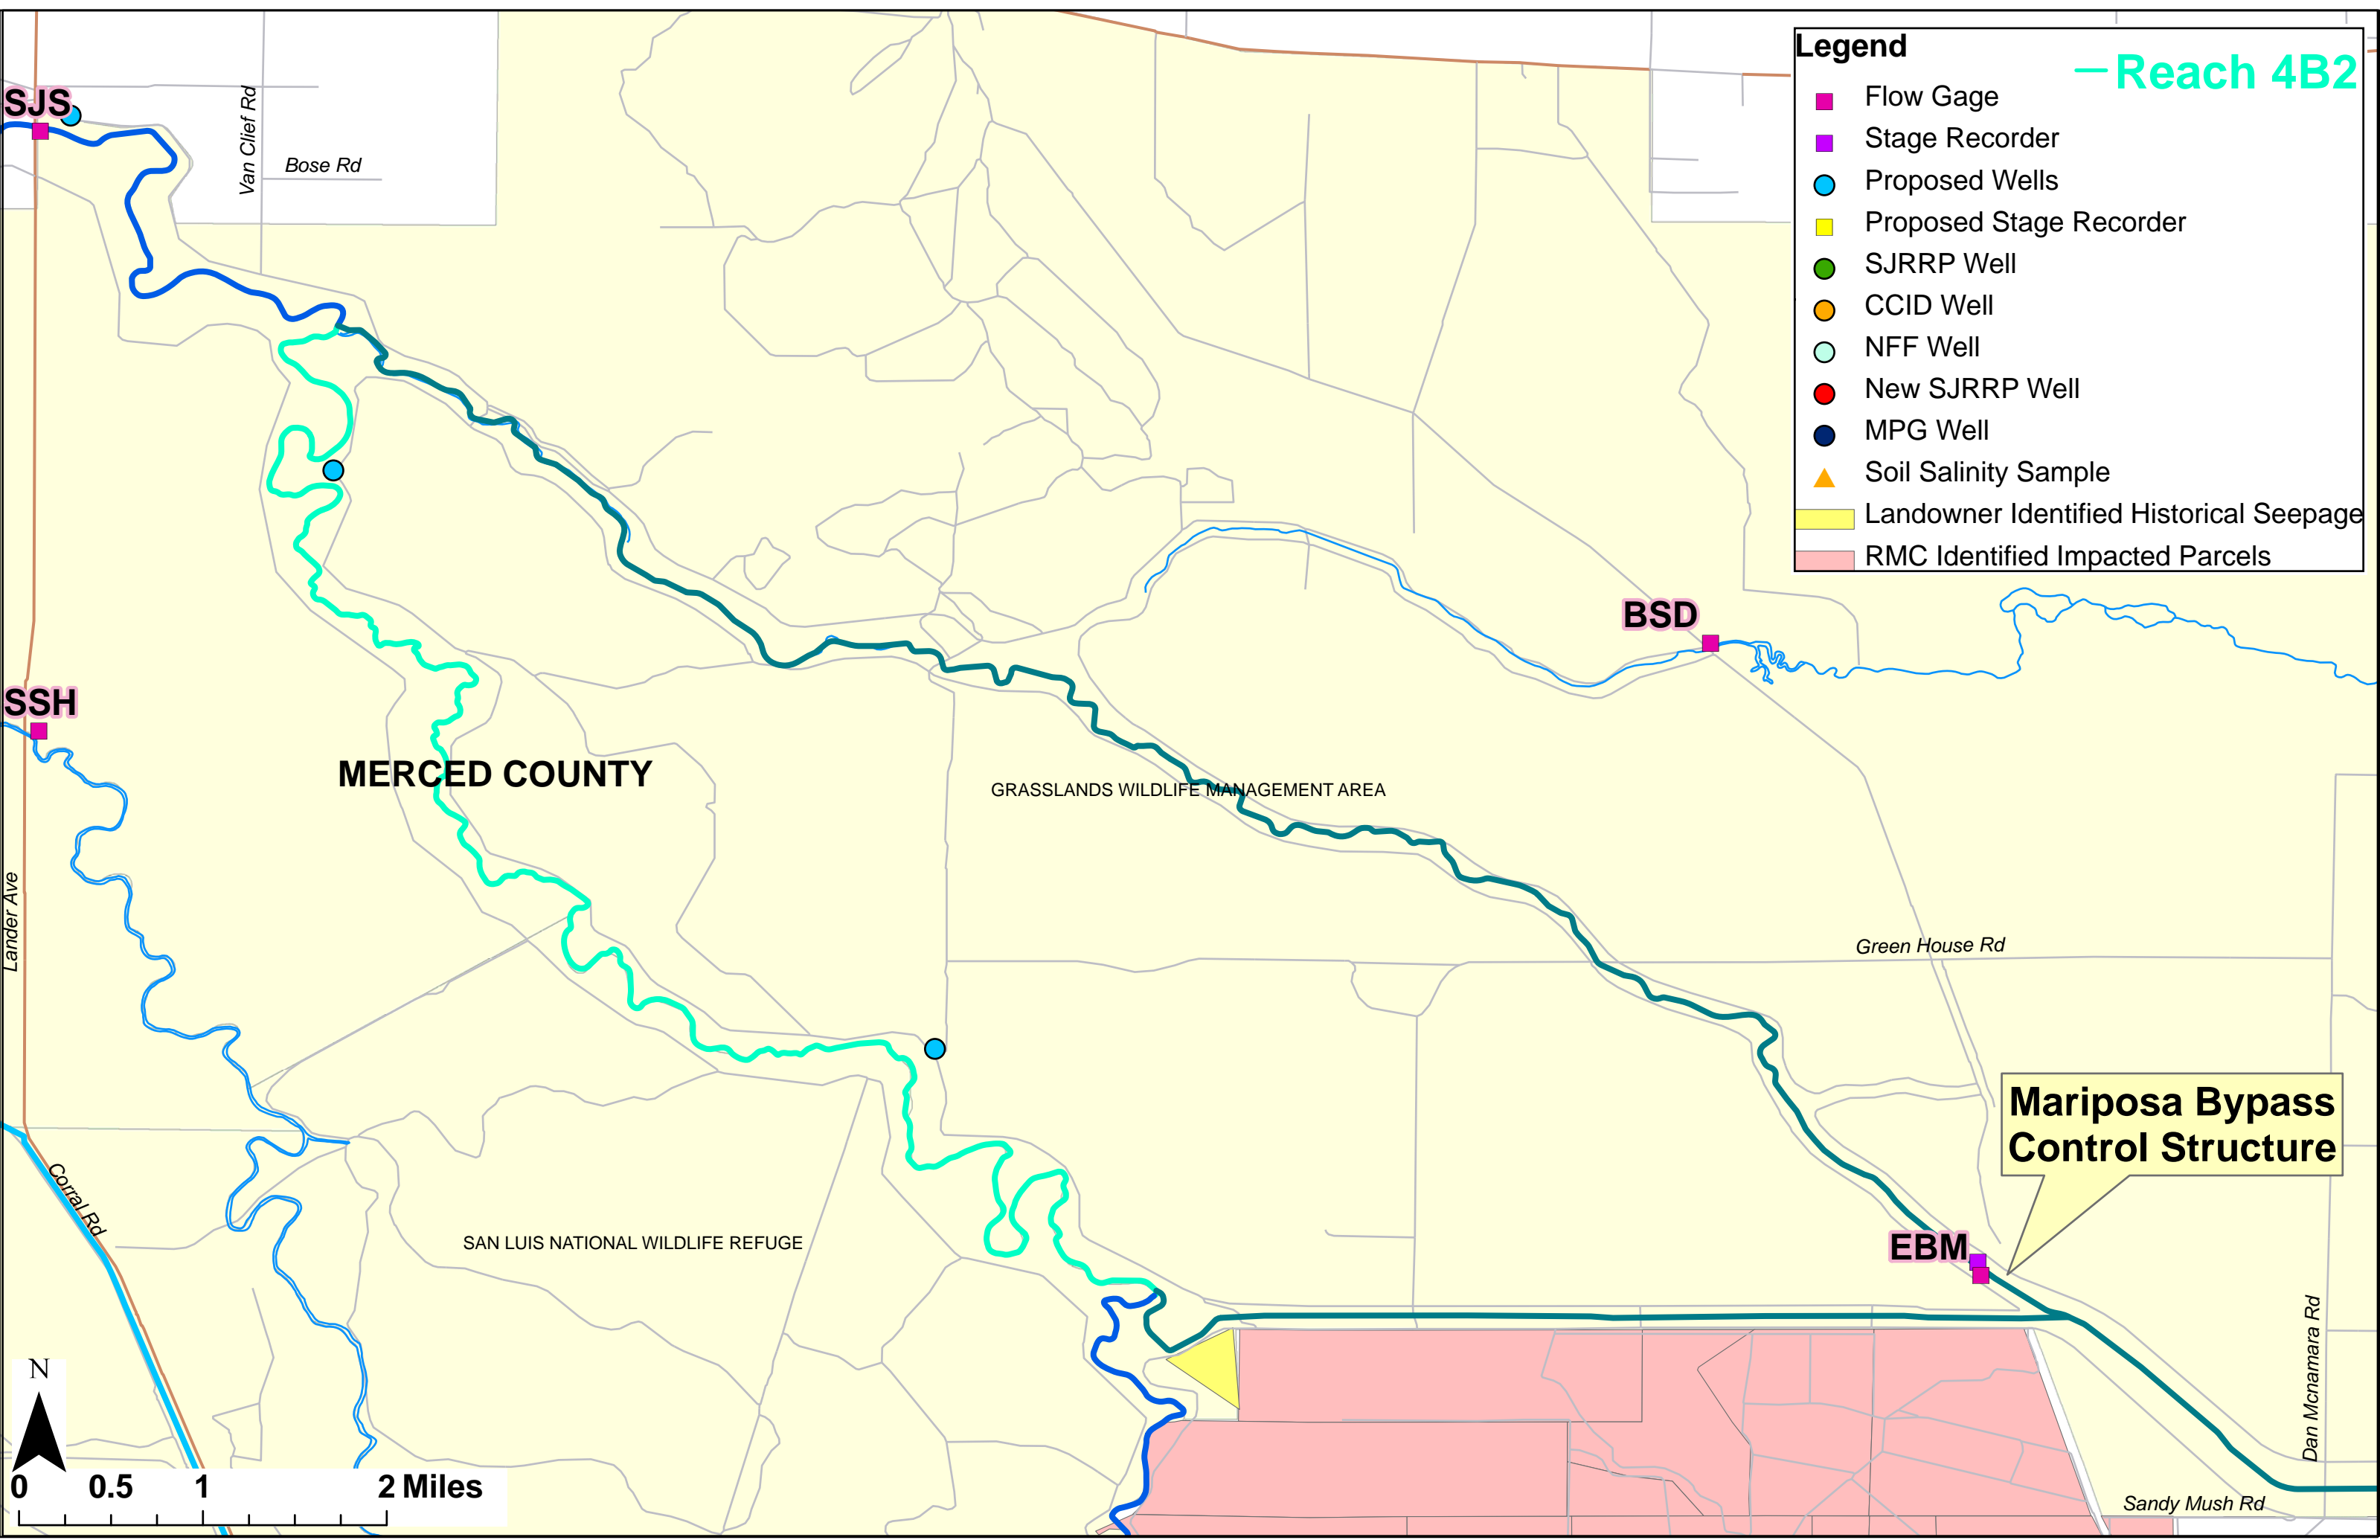 Legend
Reach 4B2
Flow Gage
Stage Recorder
Proposed Wells
Proposed Stage Recorder
SJRRP Well
CCID Well
NFF Well
New SJRRP Well
MPG Well
Soil Salinity Sample
Landowner Identified Historical Seepage
RMC Identified Impacted Parcels
SJS
Van Clief Rd
Bose Rd
BSD
SSH
MERCED COUNTY
GRASSLANDS WILDLIFE MANAGEMENT AREA
Lander Ave
Green House Rd
Mariposa Bypass
Control Structure
Corral Rd
SAN LUIS NATIONAL WILDLIFE REFUGE
EBM
Dan Mcnamara Rd
N
0 0.5 1 2 Miles
Sandy Mush Rd